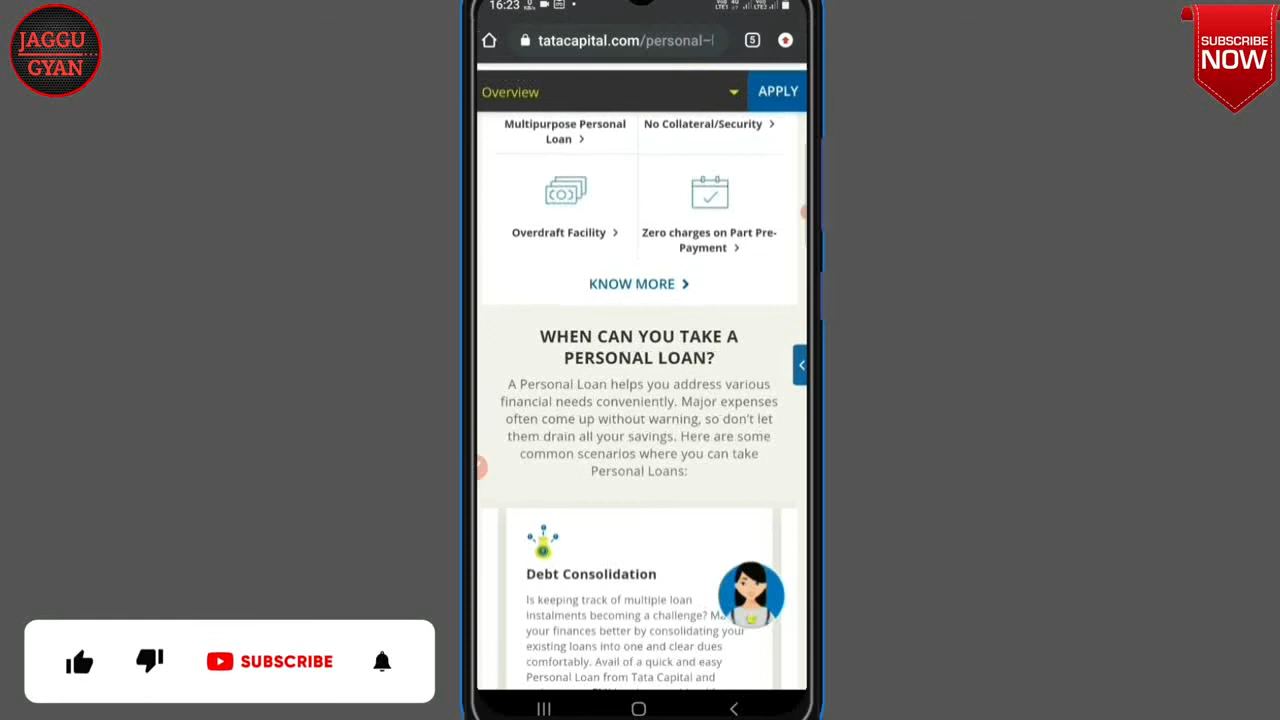 JAGGU
GYAN
SUBSCRIBE
NOW
16:23
tatacapital.com/personal-l
5
Overview
APPLY
Multipurpose Personal
Loan >
No Collateral/Security >
Overdraft Facility >
Zero charges on Part Pre-
Payment >
KNOW MORE >
WHEN CAN YOU TAKE A
PERSONAL LOAN?
A Personal Loan helps you address various
financial needs conveniently. Major expenses
often come up without warning, so don't let
them drain all your savings. Here are some
common scenarios where you can take
Personal Loans:
Debt Consolidation
Is keeping track of multiple loan
instalments becoming a challenge?
your finances better by consolidating your
existing loans into one and clear dues
comfortably. Avail of a quick and easy
Personal Loan from Tata Capital and
SUBSCRIBE